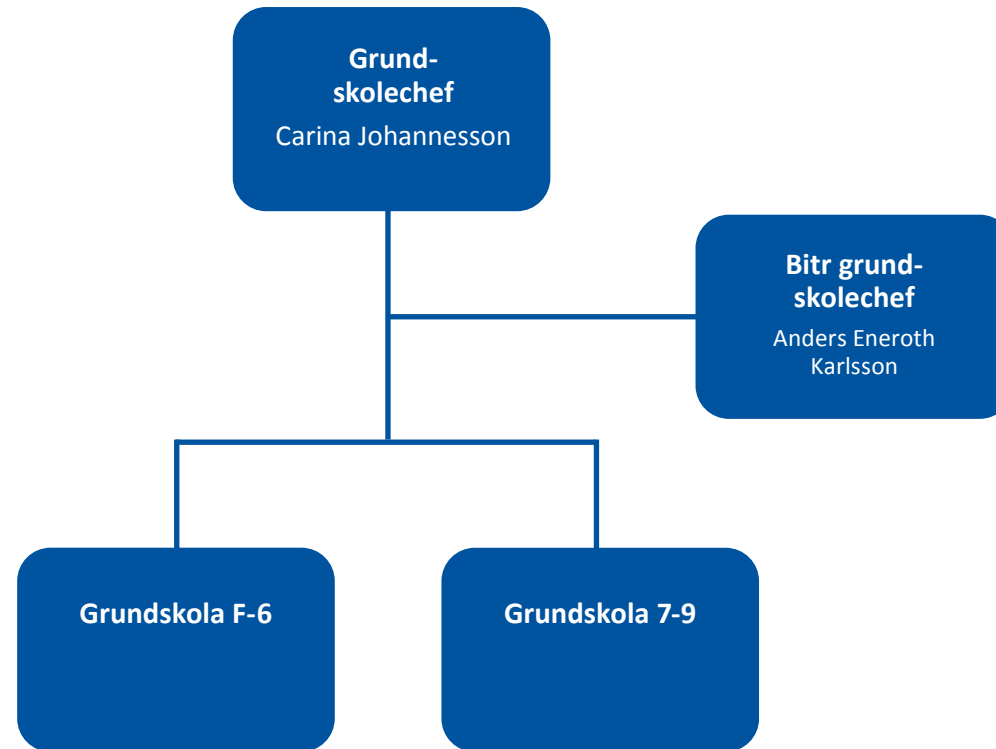 Grund-
skolechef
Carina Johannesson
Bitr grund-
skolechef
Anders Eneroth
Karlsson
Grundskola F-6
Grundskola 7-9